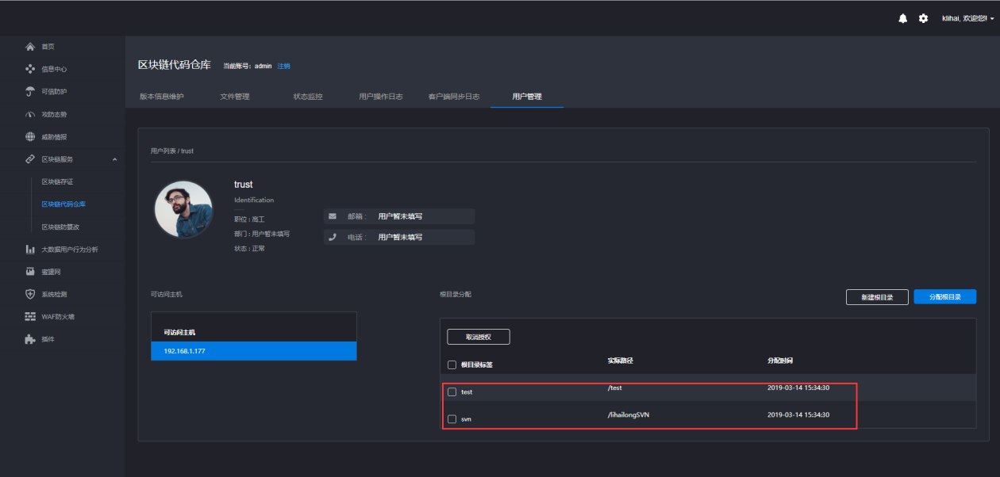 klihai, 欢迎您!
首页
信息中心
可信防护
攻防态势
威胁情报
区块链服务
区块链存证
区块链代码仓库
区块链防篡改
大数据用户行为分析
蜜罐网
系统检测
WAF防火墙
插件
区块链代码仓库 当前账号：admin 注销
版本信息维护 文件管理 状态监控 用户操作日志 客户端同步日志 用户管理
用户列表 / trust
trust
Identification
职位 : 高工
部门 : 用户暂未填写
状态 : 正常
邮箱 : 用户暂未填写
电话 : 用户暂未填写
可访问主机
可访问主机
192.168.1.177
根目录分配 新建根目录 分配根目录
取消授权
根目录标签 实际路径 分配时间
test /test 2019-03-14 15:34:30
svn /lihailongSVN 2019-03-14 15:34:30